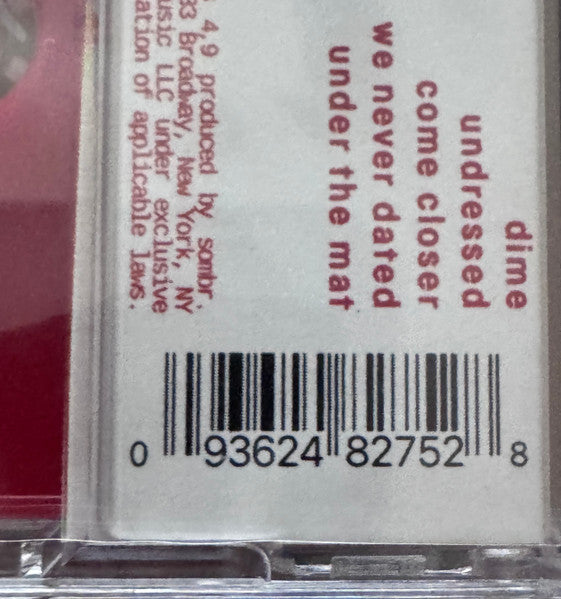 dime
undressed
come closer
we never dated
under the mat
4,9 produced by sombr.
33 Broadway, New York, NY
usic LLC under exclusive
ation of applicable laws.
0 93624 82752 8